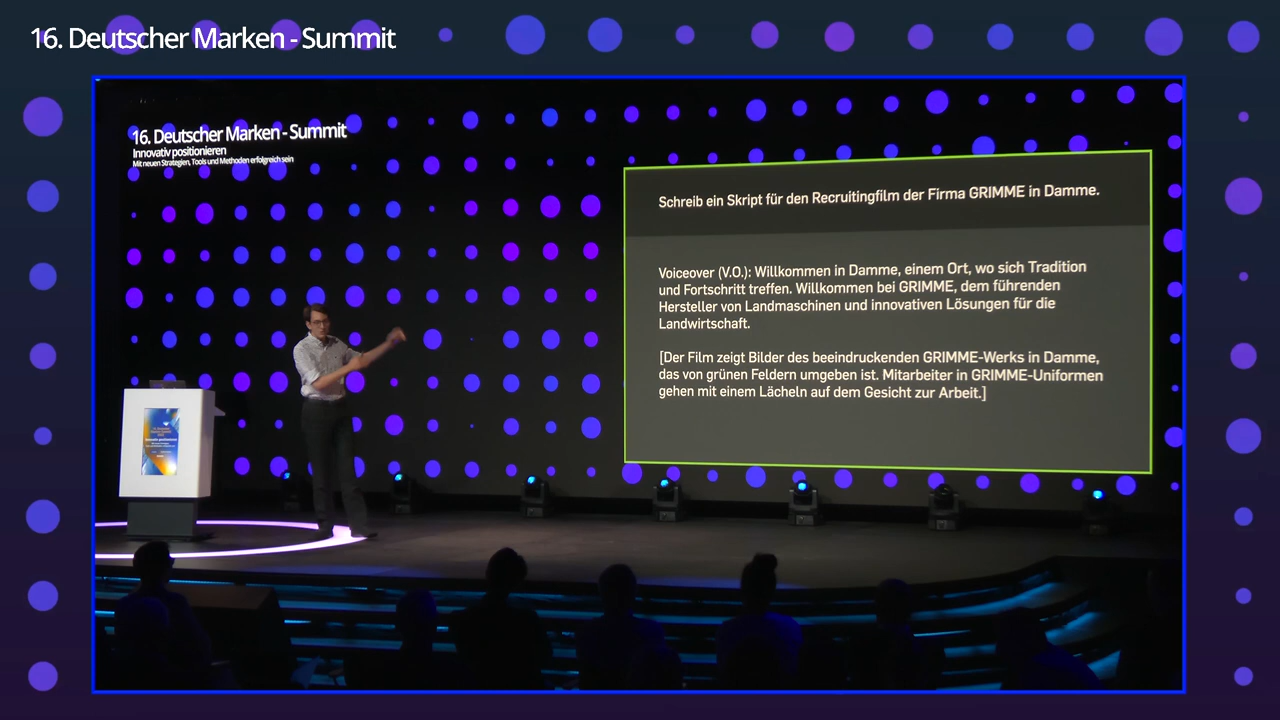 16. Deutscher Marken - Summit
16. Deutscher Marken - Summit
Innovativ positionieren
Mit neuen Strategien, Tools und Methoden erfolgreich sein
Schreib ein Skript für den Recruitingfilm der Firma GRIMME in Damme.
Voiceover (V.O.): Willkommen in Damme, einem Ort, wo sich Tradition
und Fortschritt treffen. Willkommen bei GRIMME, dem führenden
Hersteller von Landmaschinen und innovativen Lösungen für die
Landwirtschaft.
[Der Film zeigt Bilder des beeindruckenden GRIMME-Werks in Damme,
das von grünen Feldern umgeben ist. Mitarbeiter in GRIMME-Uniformen
gehen mit einem Lächeln auf dem Gesicht zur Arbeit.]